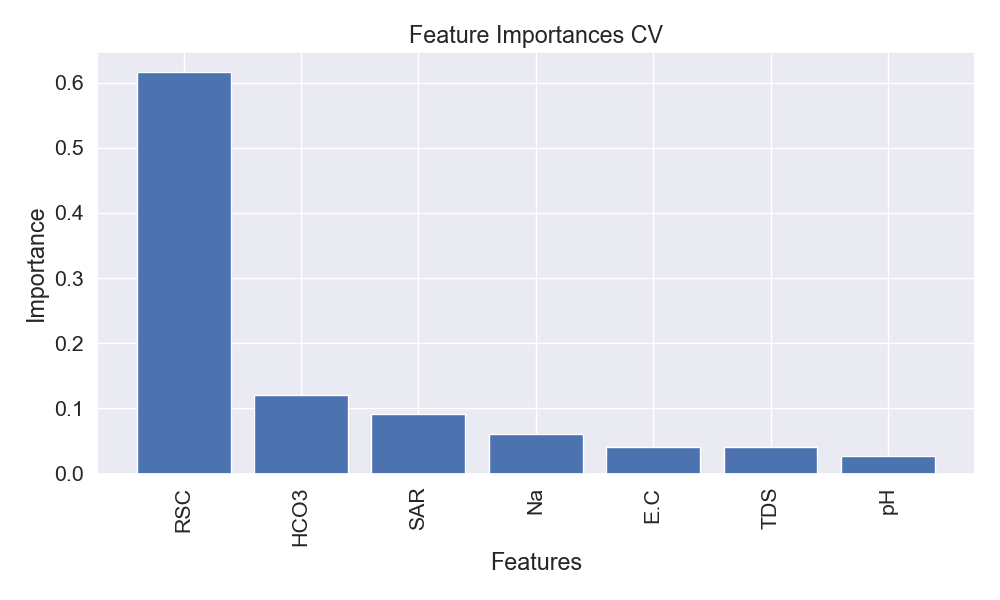 Feature Importances CV
Importance
0.6
0.5
0.4
0.3
0.2
0.1
0.0
RSC
HCO3
SAR
Na
E.C
TDS
pH
Features